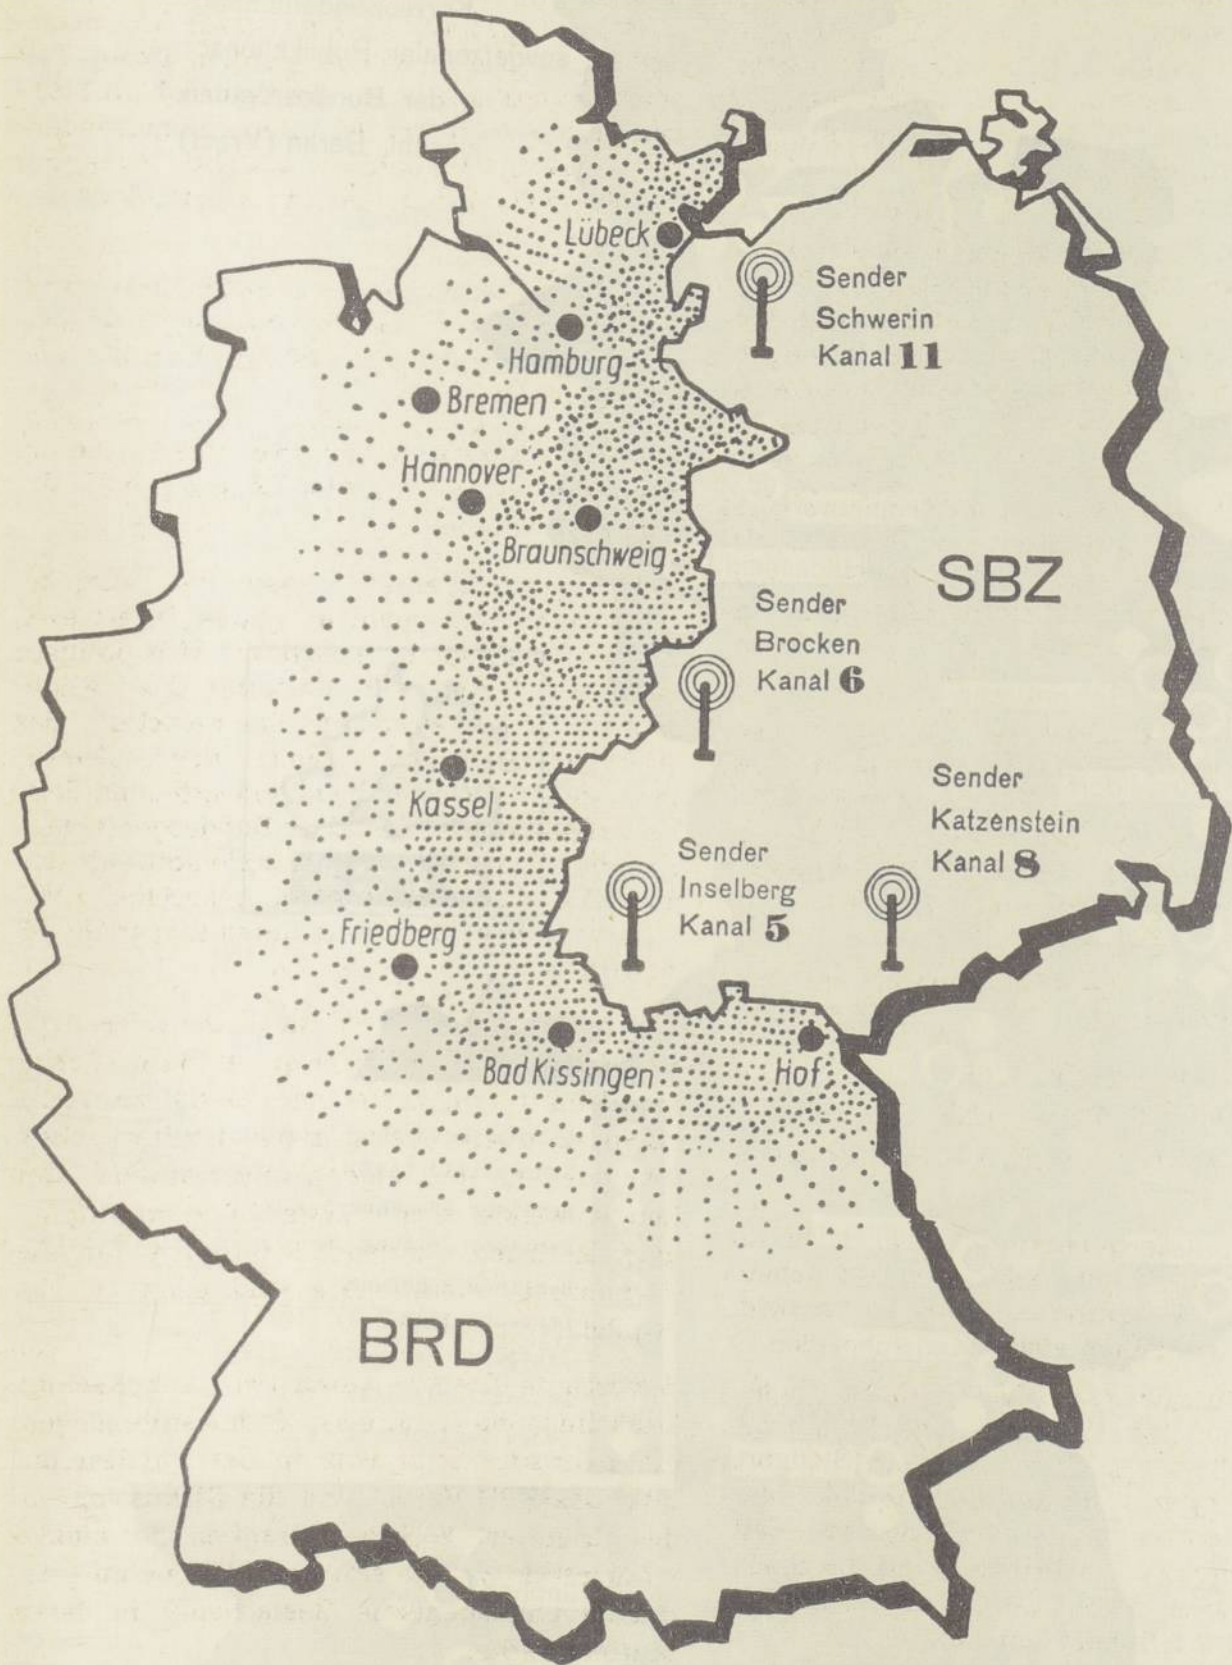 Lübeck
Sender
Schwerin
Kanal 11
Hamburg
Bremen
Hannover
Braunschweig
SBZ
Sender
Brocken
Kanal 6
Kassel
Sender
Katzenstein
Kanal 8
Sender
Inselberg
Kanal 5
Friedberg
Bad Kissingen
Hof
BRD